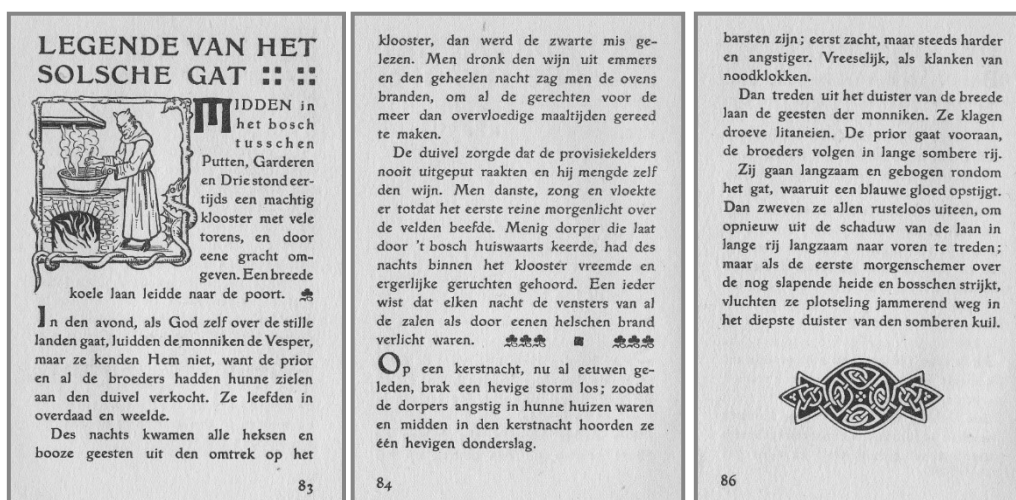 LEGENDE VAN HET
SOLSCHE GAT
MIDDEN in
het bosch
tusschen
Putten, Garderen
en Drie stond eer-
tijds een machtig
klooster met vele
torens, en door
eene gracht om-
geven. Een breede
koele laan leidde naar de poort.
In den avond, als God zelf over de stille
landen gaat, luidden de monniken de Vesper,
maar ze kenden Hem niet, want de prior
en al de broeders hadden hunne zielen
aan den duivel verkocht. Ze leefden in
overdaad en weelde.
Des nachts kwamen alle heksen en
booze geesten uit den omtrek op het
83
klooster, dan werd de zwarte mis ge-
lezen. Men dronk den wijn uit emmers
en den geheelen nacht zag men de ovens
branden, om al de gerechten voor de
meer dan overvloedige maaltijden gereed
te maken.
De duivel zorgde dat de provisiekelders
nooit uitgeput raakten en hij mengde zelf
den wijn. Men danste, zong en vloekte
er totdat het eerste reine morgenlicht over
de velden beefde. Menig dorper die laat
door 't bosch huiswaarts keerde, had des
nachts binnen het klooster vreemde en
ergerlijke geruchten gehoord. Een ieder
wist dat elken nacht de vensters van al
de zalen als door eenen helschen brand
verlicht waren.
Op een kerstnacht, nu al eeuwen ge-
leden, brak een hevige storm los; zoodat
de dorpers angstig in hunne huizen waren
en midden in den kerstnacht hoorden ze
één hevigen donderslag.
84
barsten zijn; eerst zacht, maar steeds harder
en angstiger. Vreeselijk, als klanken van
noodklokken.
Dan treden uit het duister van de breede
laan de geesten der monniken. Ze klagen
droeve litaneien. De prior gaat vooraan,
de broeders volgen in lange sombere rij.
Zij gaan langzaam en gebogen rondom
het gat, waaruit een blauwe gloed opstijgt.
Dan zweven ze allen rusteloos uiteen, om
opnieuw uit de schaduw van de laan in
lange rij langzaam naar voren te treden;
maar als de eerste morgenschemer over
de nog slapende heide en bosschen strijkt,
vluchten ze plotseling jammerend weg in
het diepste duister van den somberen kuil.
86